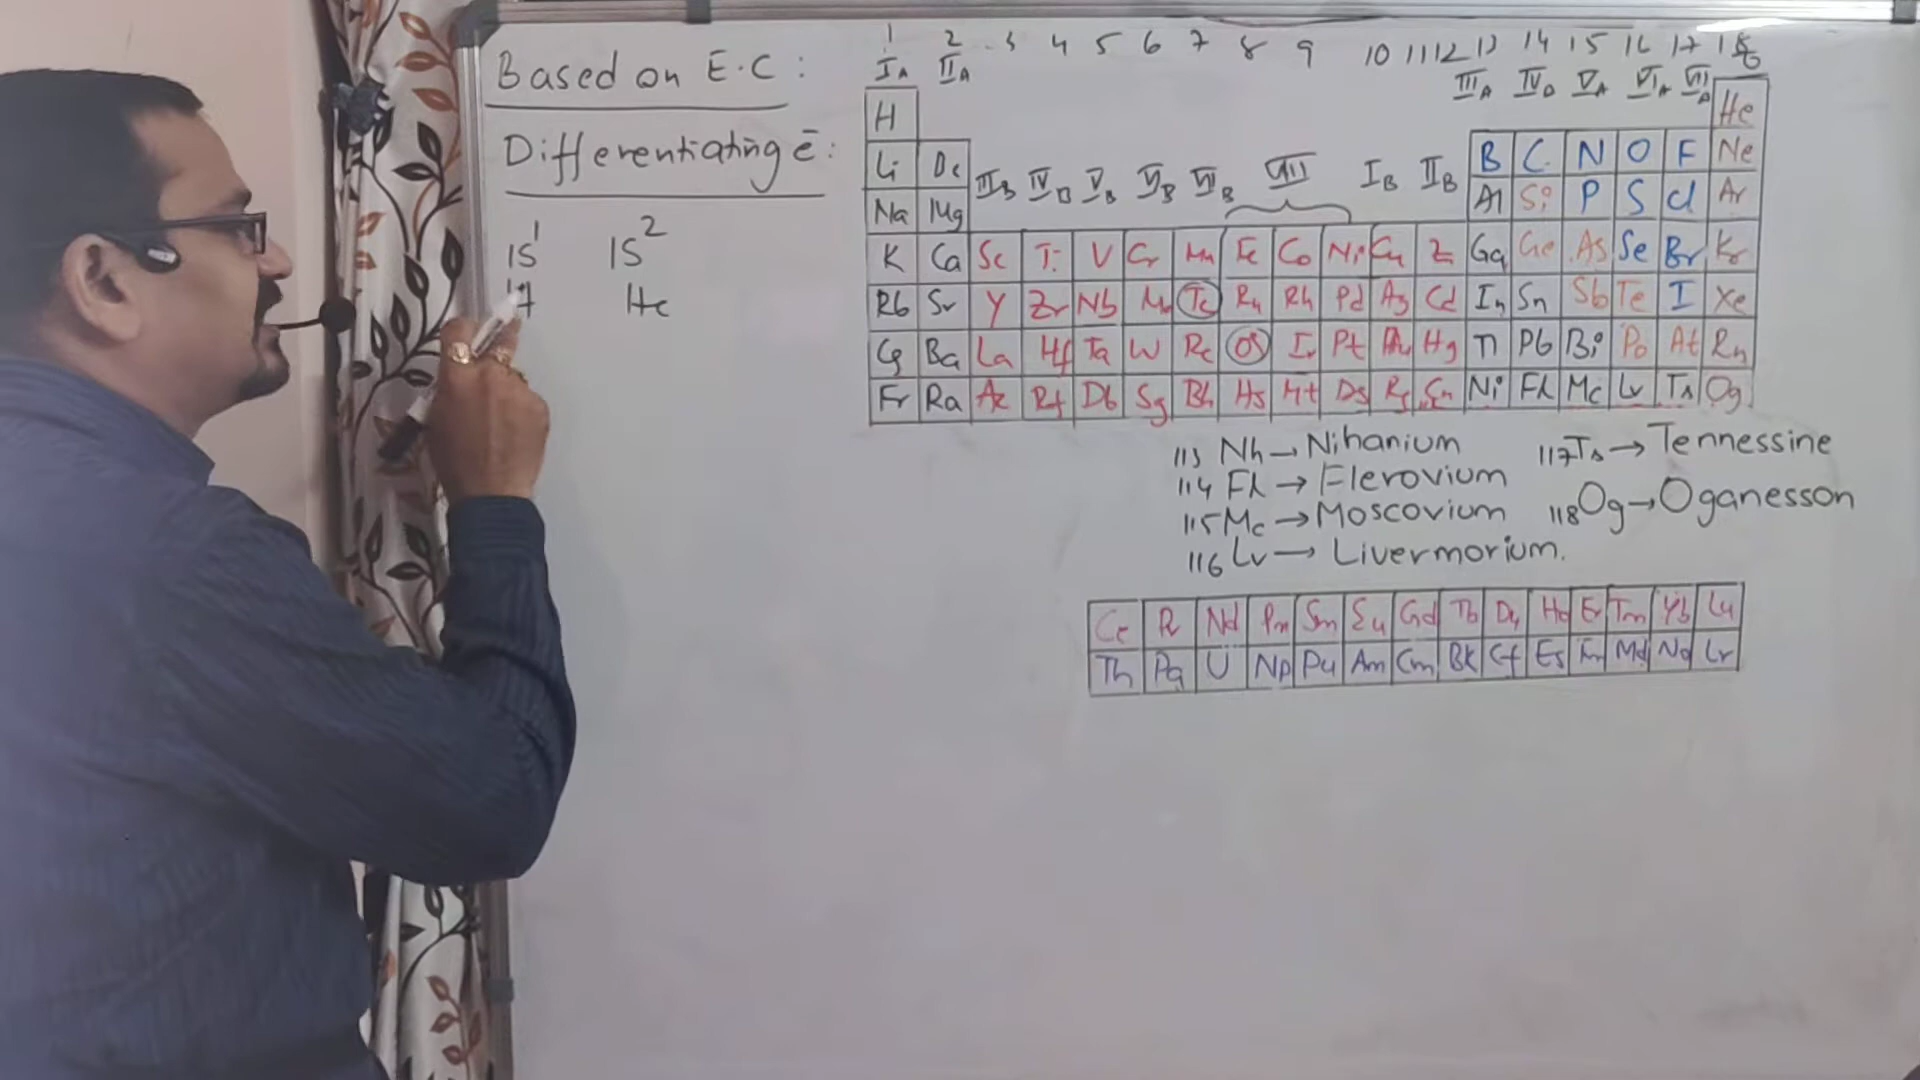 Based on E.C :
Differentiating ē :
1s¹ 1s²
H He
1 2 3 4 5 6 7 8 9 10 11 12 13 14 15 16 17 18
IA IIA IIIA IVA VA VIA VIIA
H He
Li Be IIIB IVB VB VIB VIIB VIII IB IIB B C N O F Ne
Na Mg Al Si P S Cl Ar
K Ca Sc Ti V Cr Mn Fe Co Ni Cu Zn Ga Ge As Se Br Kr
Rb Sr Y Zr Nb Mo Tc Ru Rh Pd Ag Cd In Sn Sb Te I Xe
Cs Ba La Hf Ta W Re Os Ir Pt Au Hg Tl Pb Bi Po At Rn
Fr Ra Ac Rf Db Sg Bh Hs Mt Ds Rg Cn Ni Fl Mc Lv Ts Og
113 Nh → Nihanium 117 Ts → Tennessine
114 Fl → Flerovium
115 Mc → Moscovium 118 Og → Oganesson
116 Lv → Livermorium.
Ce Pr Nd Pm Sm Eu Gd Tb Dy Ho Er Tm Yb Lu
Th Pa U Np Pu Am Cm Bk Cf Es Fm Md No Lr